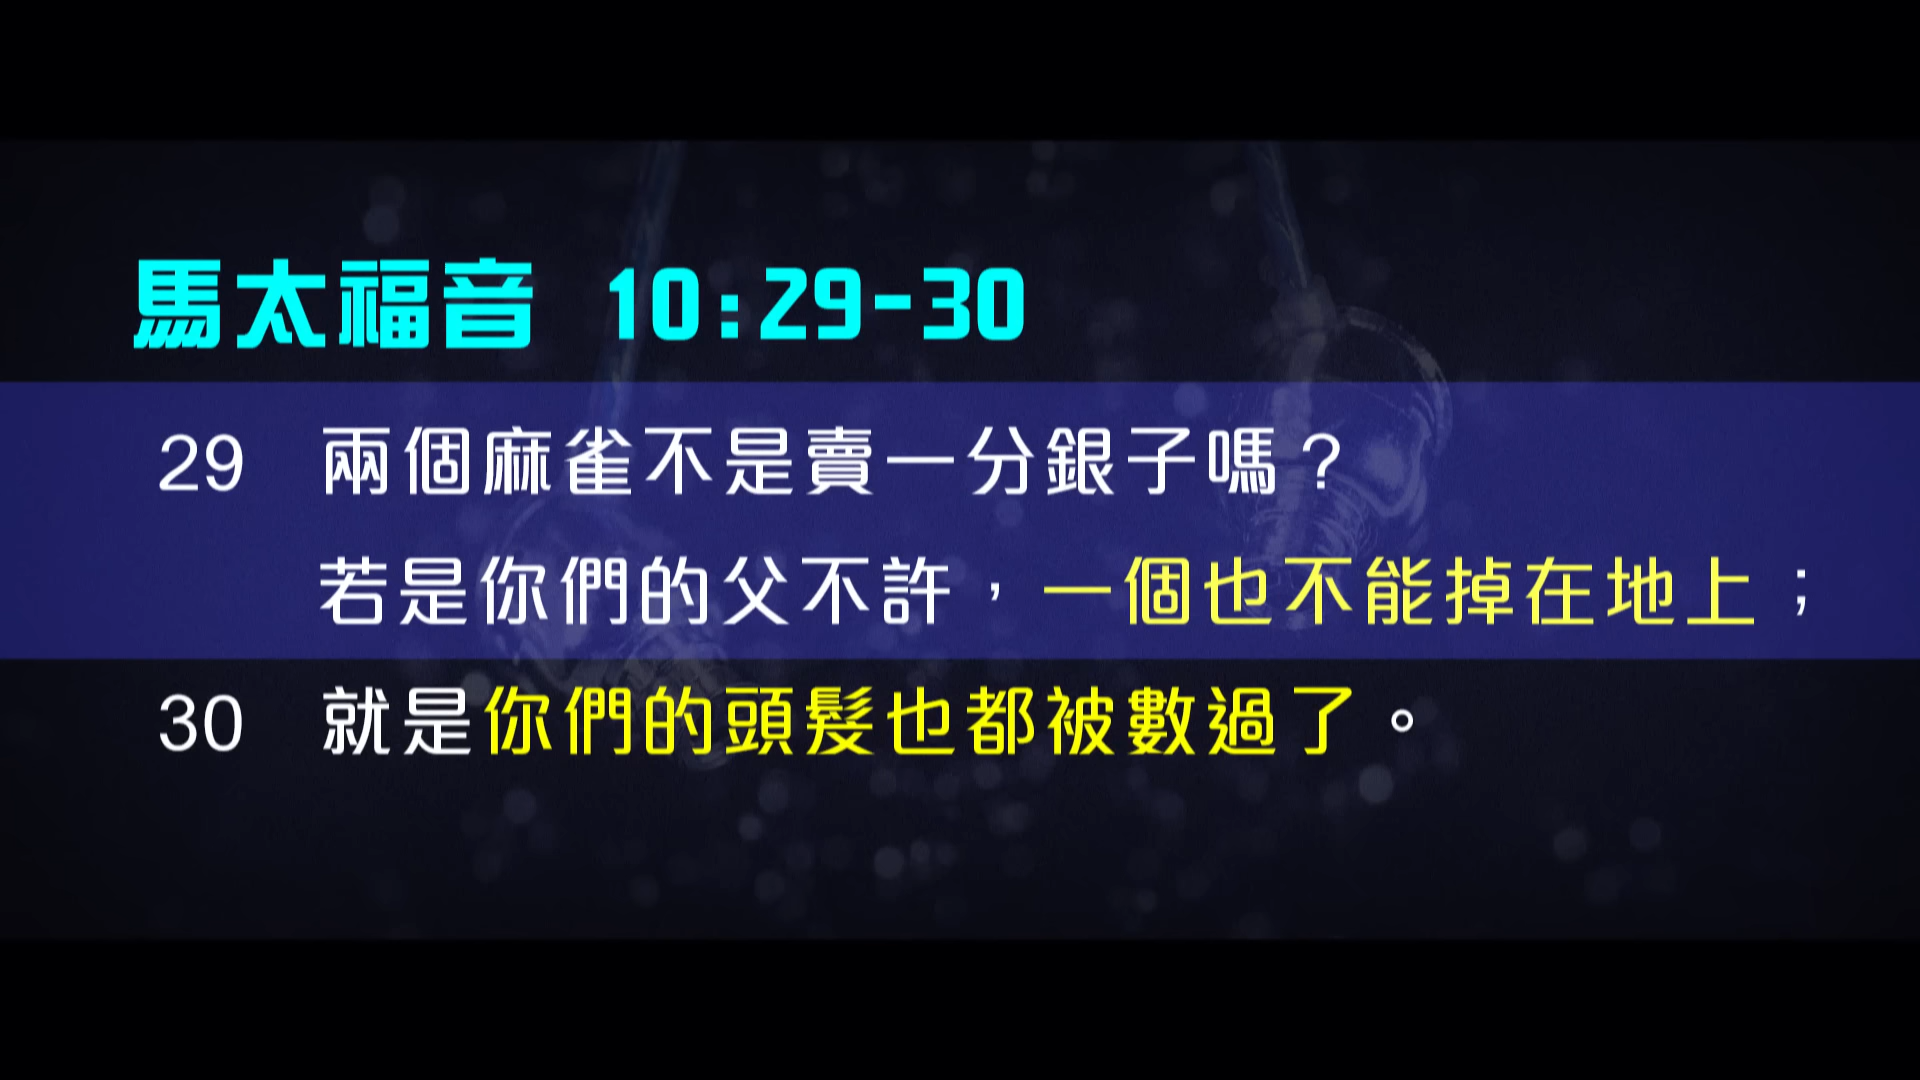 馬太福音 10:29-30
29 兩個麻雀不是賣一分銀子嗎？
若是你們的父不許，一個也不能掉在地上；
30 就是你們的頭髮也都被數過了。